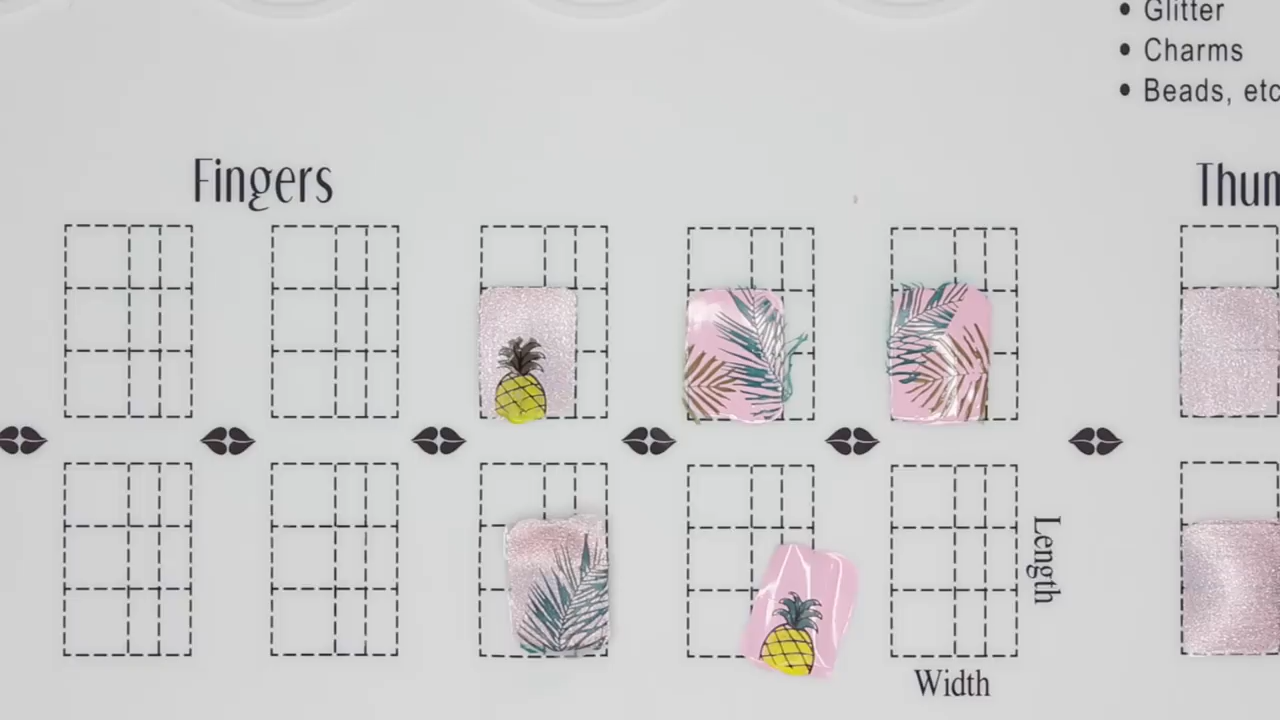 • Glitter
• Charms
• Beads, etc
Fingers
Thum
Length
Width